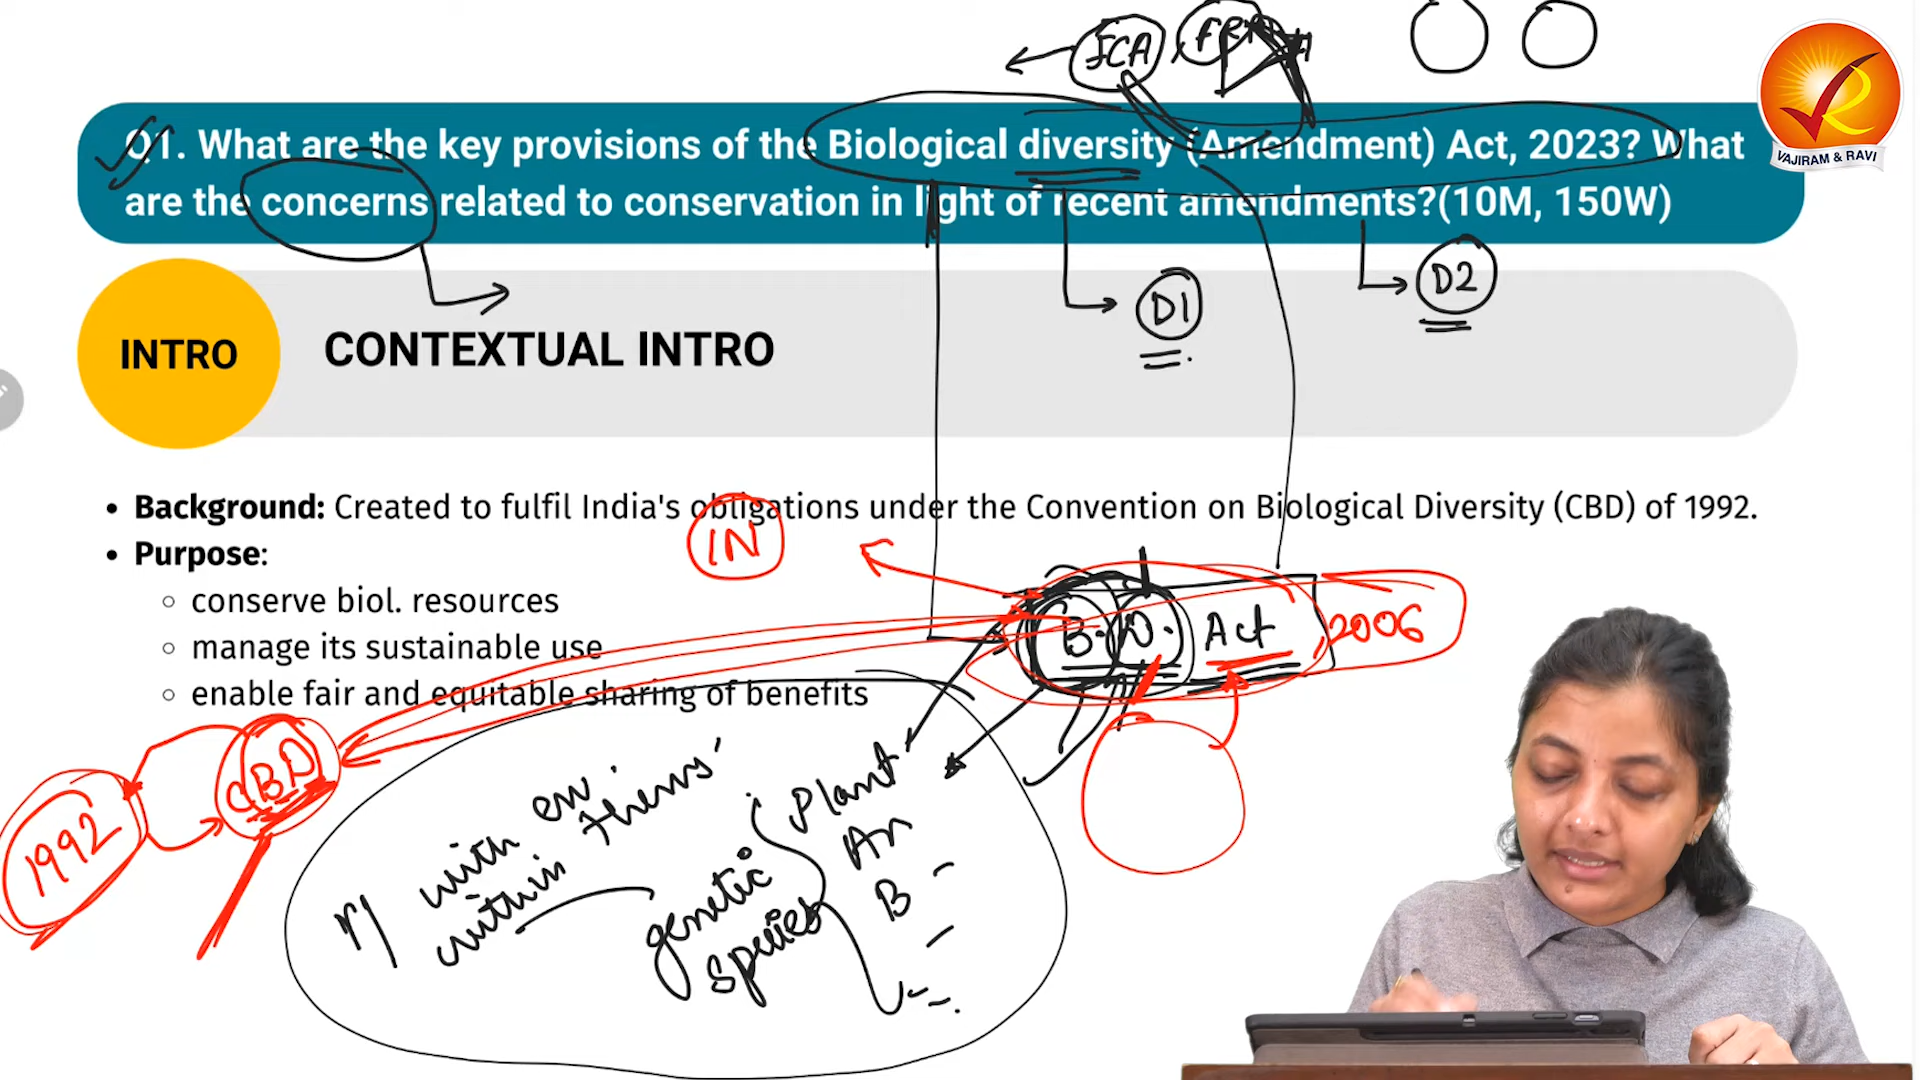 FCA, FRA
Q1. What are the key provisions of the Biological diversity (Amendment) Act, 2023? What
are the concerns related to conservation in light of recent amendments?(10M, 150W)
VAJIRAM & RAVI
D1
D2
INTRO
CONTEXTUAL INTRO
• Background: Created to fulfil India's obligations under the Convention on Biological Diversity (CBD) of 1992.
• Purpose:
IN
◦ conserve biol. resources
◦ manage its sustainable use
◦ enable fair and equitable sharing of benefits
B. D. Act, 2006
CBD
1992
with en
within thems'
genetic
species
Plant
An
B